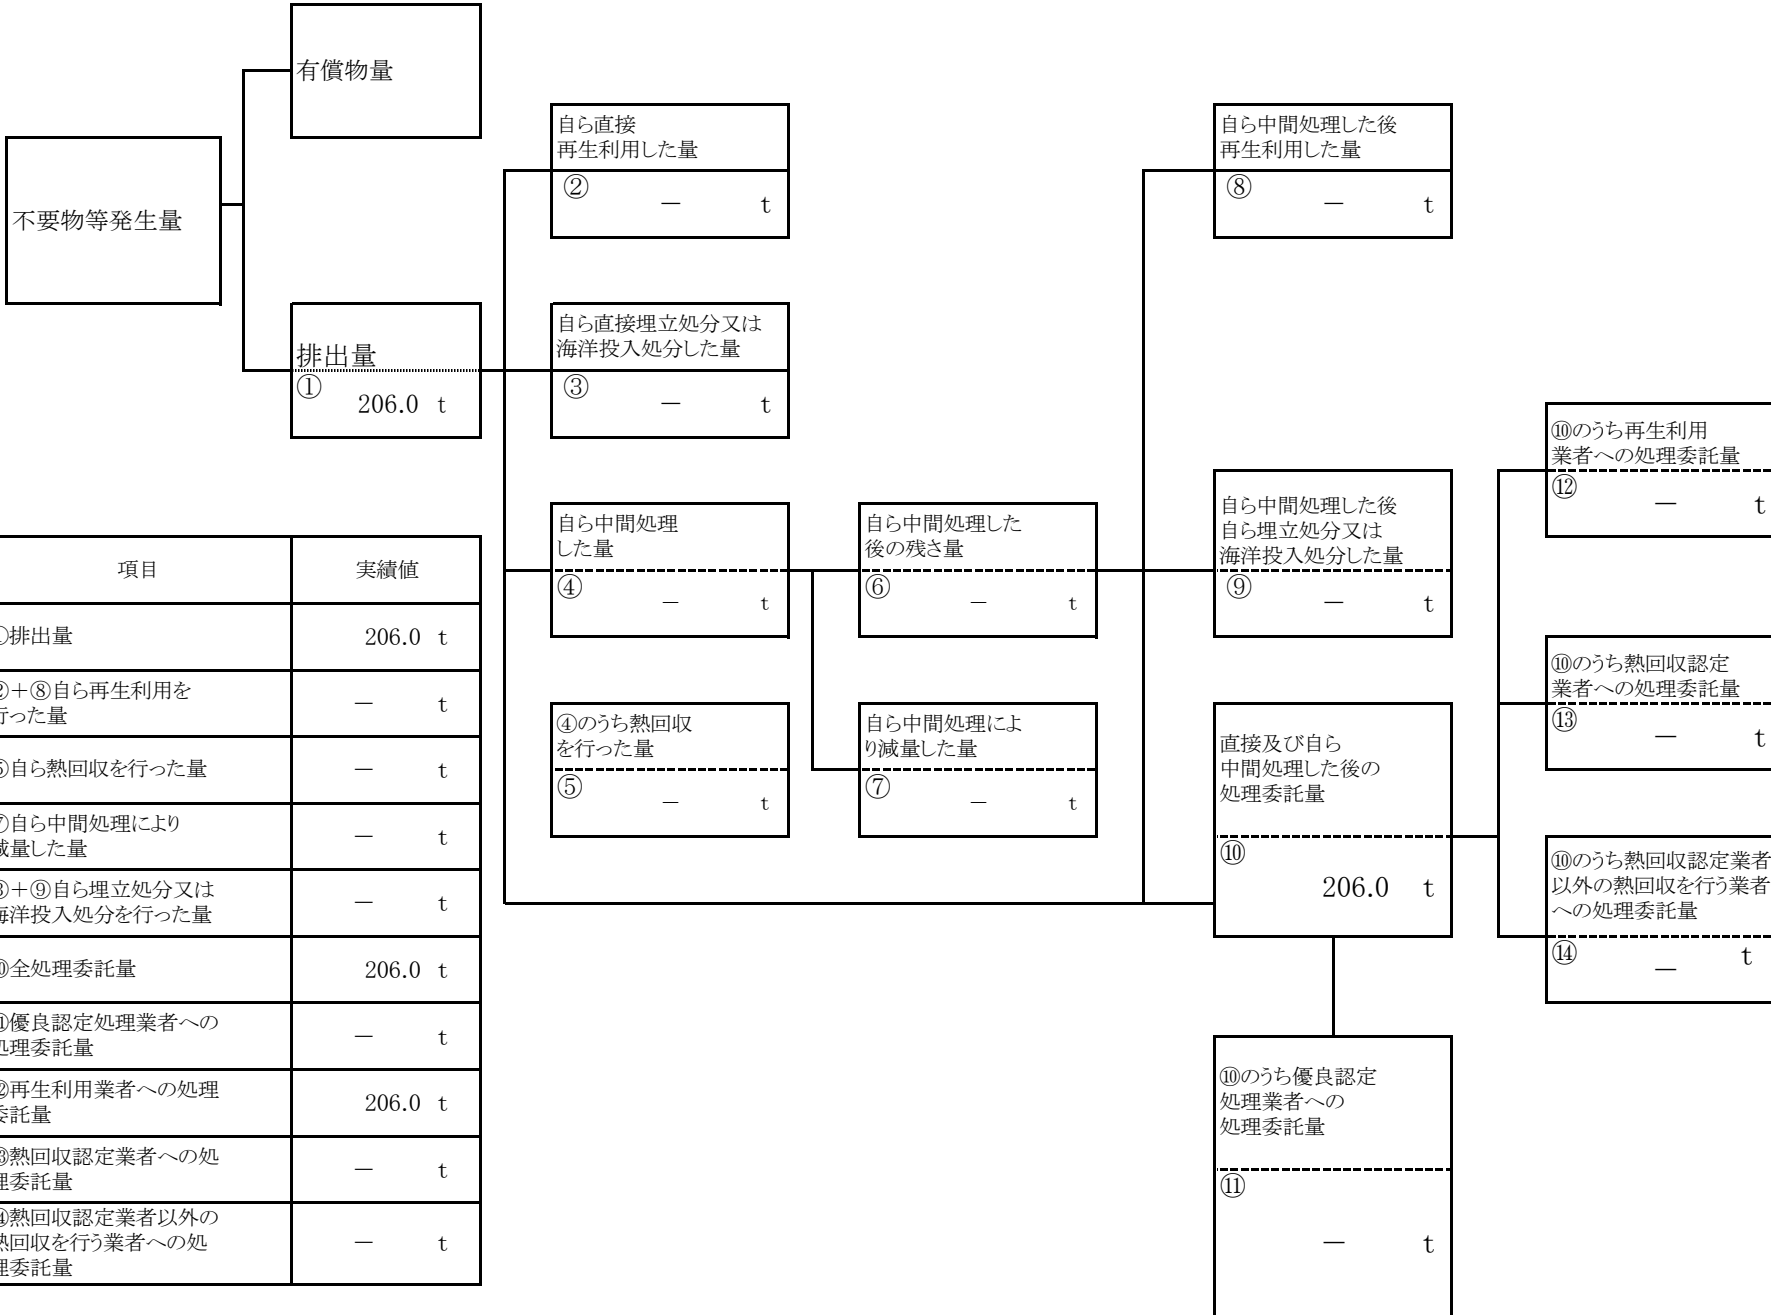 有償物量
不要物等発生量
排出量
①
206.0 t
自ら直接
再生利用した量
②
－ t
自ら直接埋立処分又は
海洋投入処分した量
③
－ t
自ら中間処理
した量
④
－ t
④のうち熱回収
を行った量
⑤
－ t
自ら中間処理した
後の残さ量
⑥
－ t
自ら中間処理によ
り減量した量
⑦
－ t
自ら中間処理した後
再生利用した量
⑧
－ t
自ら中間処理した後
自ら埋立処分又は
海洋投入処分した量
⑨
－ t
直接及び自ら
中間処理した後の
処理委託量
⑩
206.0 t
⑩のうち優良認定
処理業者への
処理委託量
⑪
－ t
⑩のうち再生利用
業者への処理委託量
⑫
－ t
⑩のうち熱回収認定
業者への処理委託量
⑬
－ t
⑩のうち熱回収認定業者
以外の熱回収を行う業者
への処理委託量
⑭
－ t
項目 実績値
①排出量 206.0 t
②＋⑧自ら再生利用を
行った量
－ t
⑤自ら熱回収を行った量 － t
⑦自ら中間処理により
減量した量
－ t
③＋⑨自ら埋立処分又は
海洋投入処分を行った量
－ t
⑩全処理委託量 206.0 t
⑪優良認定処理業者への
処理委託量
－ t
⑫再生利用業者への処理
委託量
206.0 t
⑬熱回収認定業者への処
理委託量
－ t
⑭熱回収認定業者以外の
熱回収を行う業者への処
理委託量
－ t